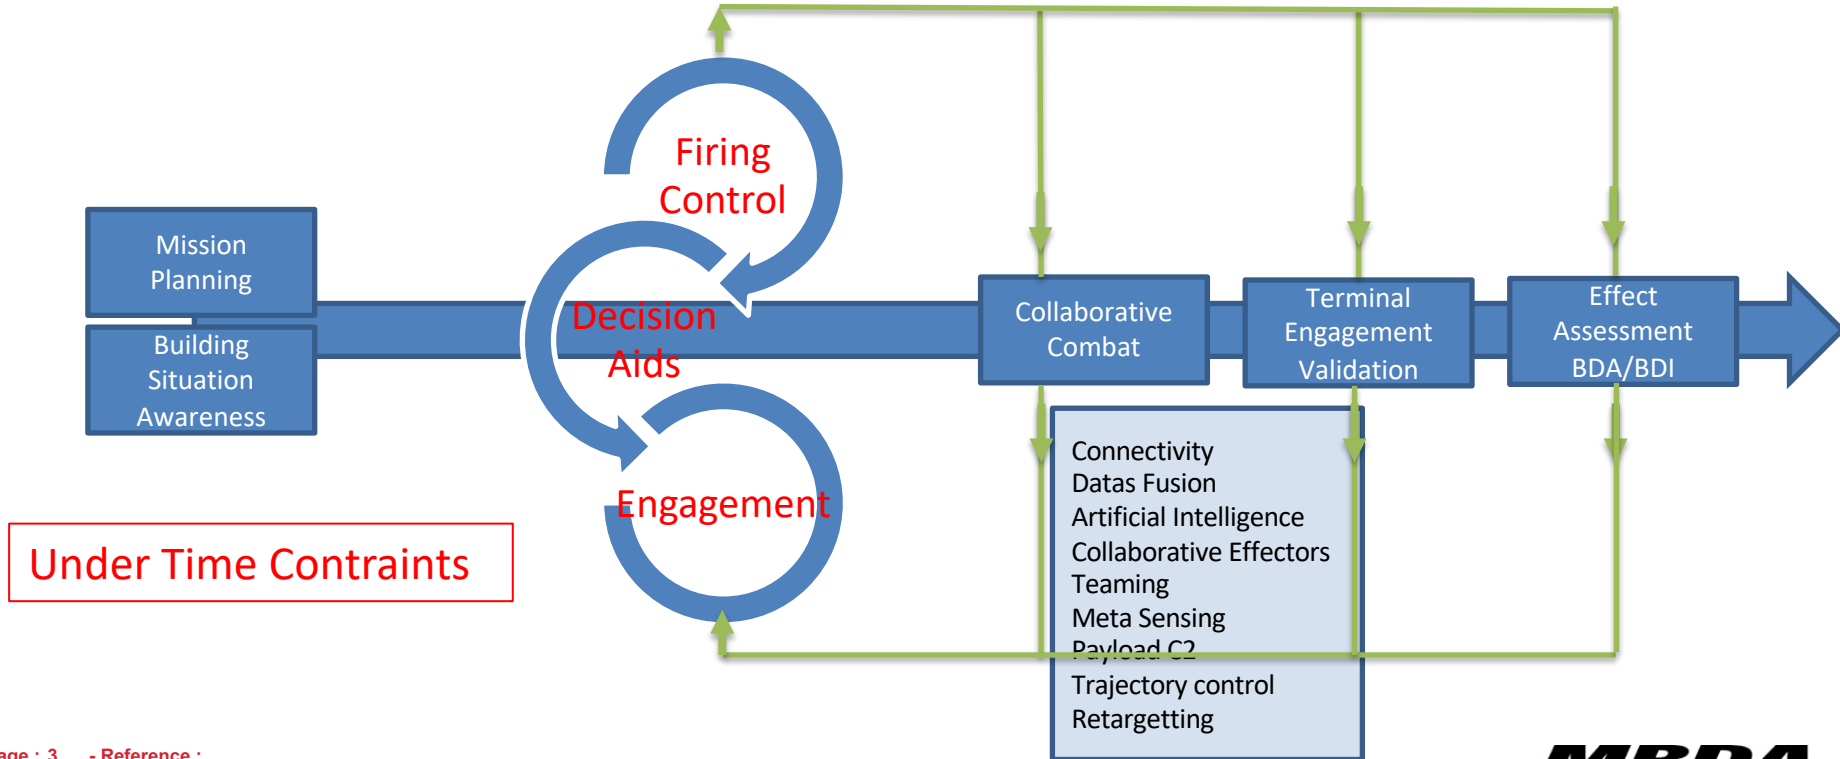 Firing
Control
Mission
Planning
Building
Situation
Awareness
Decision
Aids
Engagement
Collaborative
Combat
Terminal
Engagement
Validation
Effect
Assessment
BDA/BDI
Under Time Contraints
Connectivity
Datas Fusion
Artificial Intelligence
Collaborative Effectors
Teaming
Meta Sensing
Payload C2
Trajectory control
Retargetting
age : 3 - Reference :
MBDA